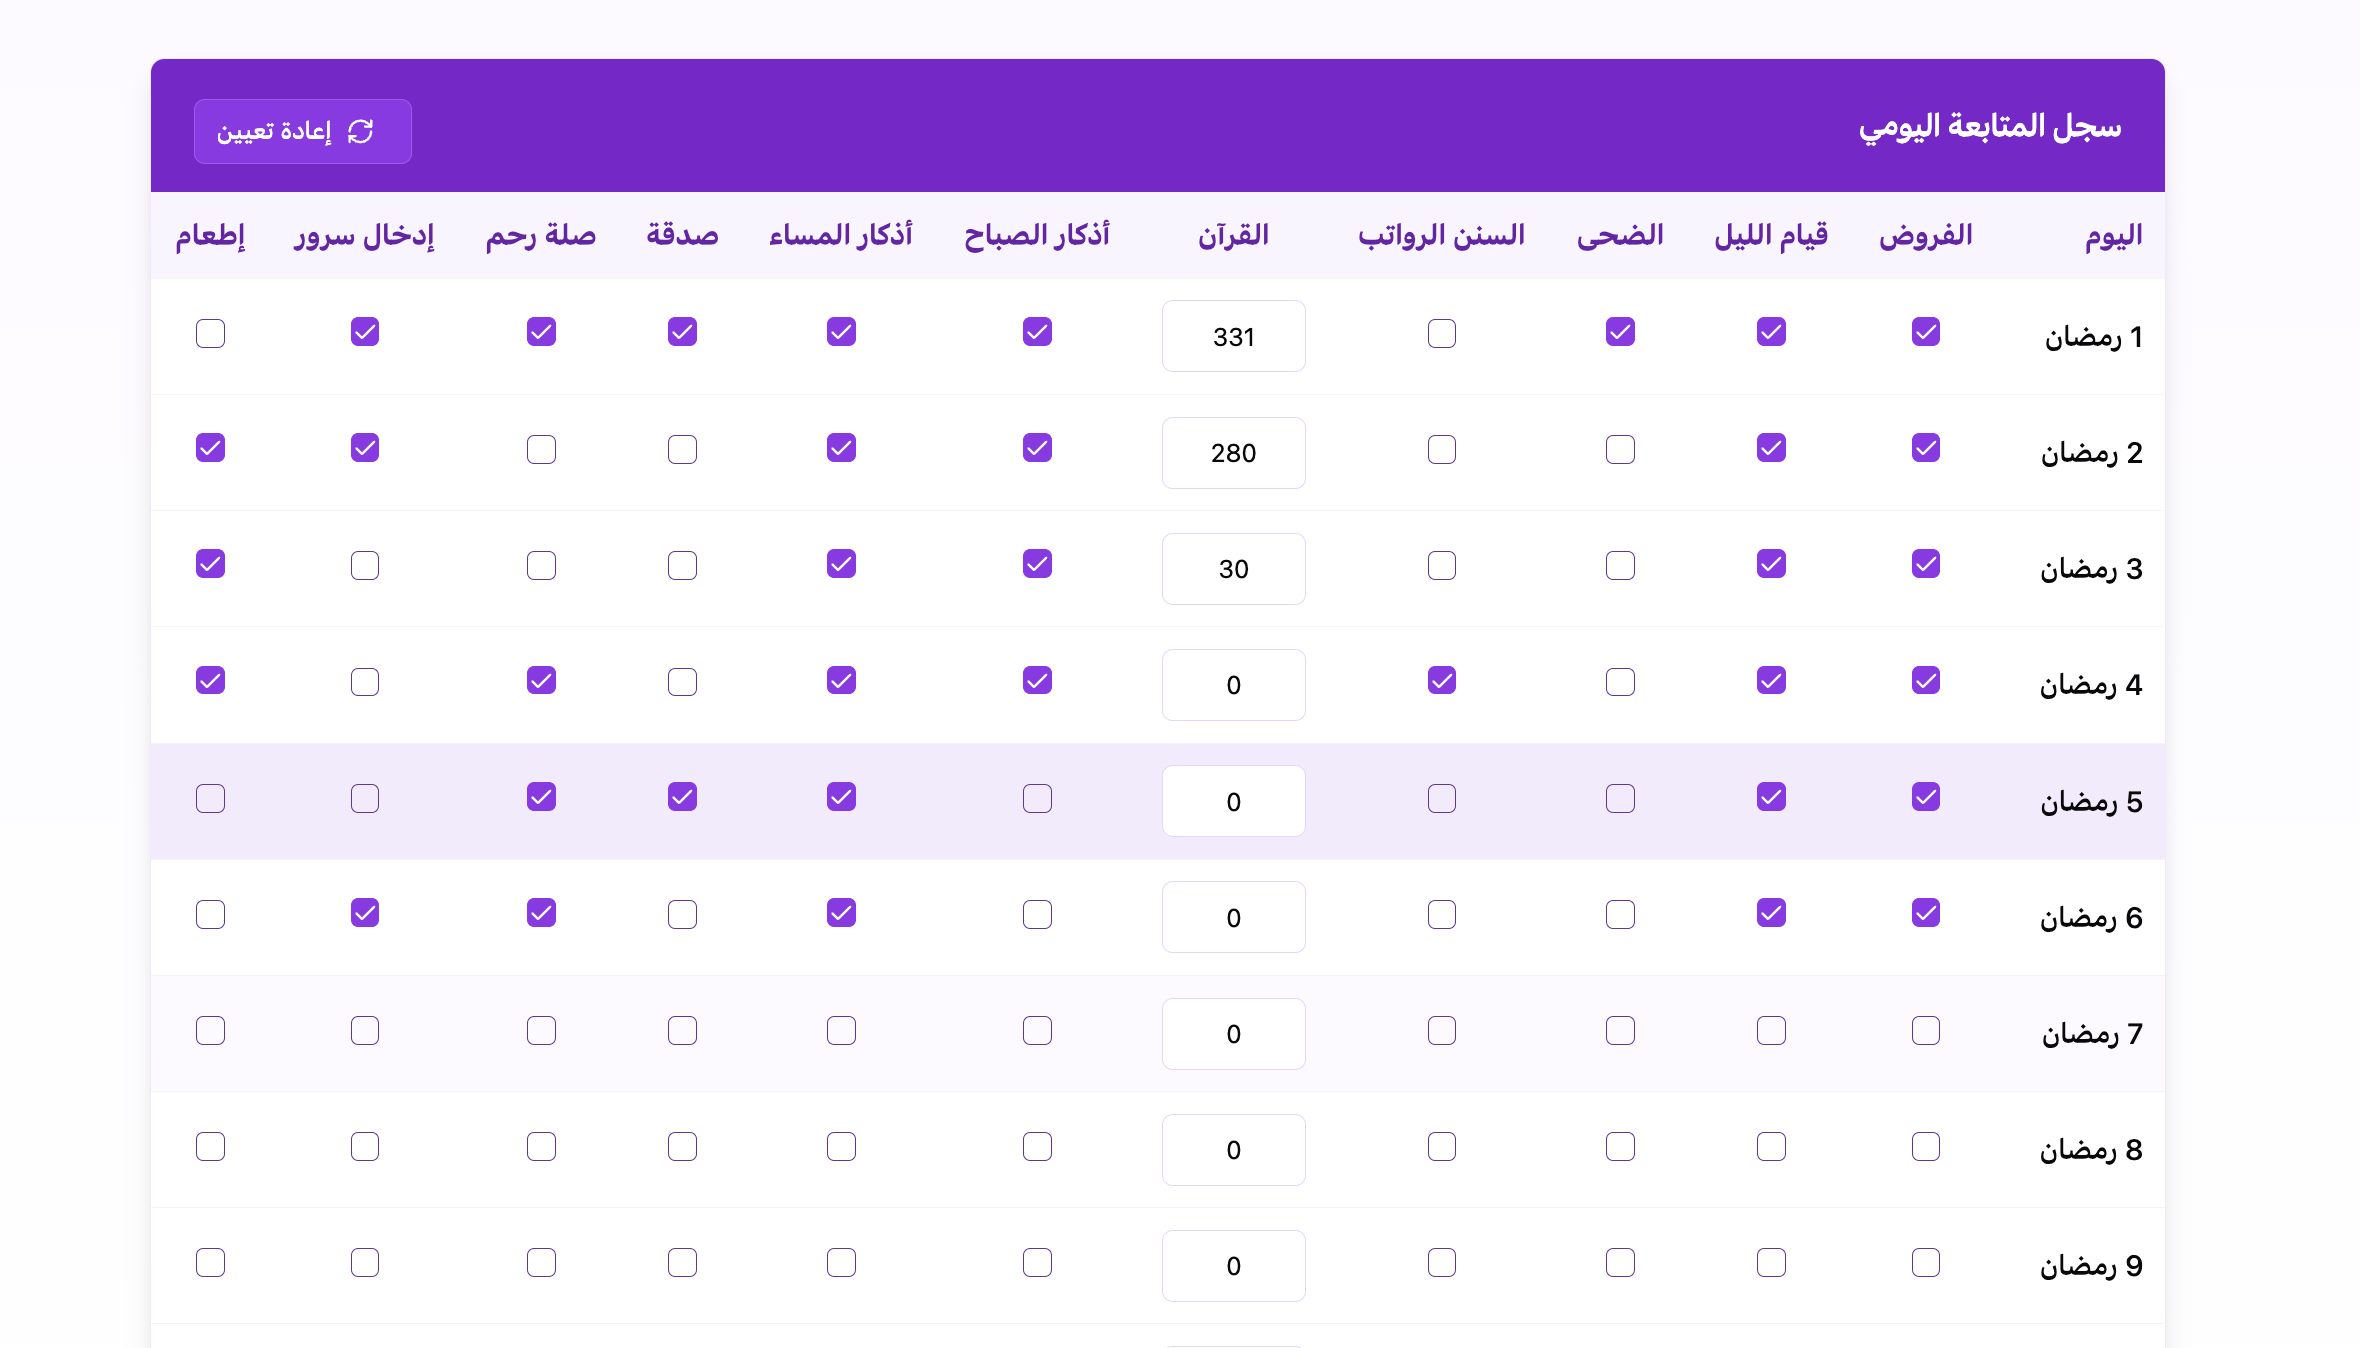 سجل المتابعة اليومي
إعادة تعيين
اليوم الفروض قيام الليل الضحى السنن الرواتب القرآن أذكار الصباح أذكار المساء صدقة صلة رحم إدخال سرور إطعام
1 رمضان 331
2 رمضان 280
3 رمضان 30
4 رمضان 0
5 رمضان 0
6 رمضان 0
7 رمضان 0
8 رمضان 0
9 رمضان 0